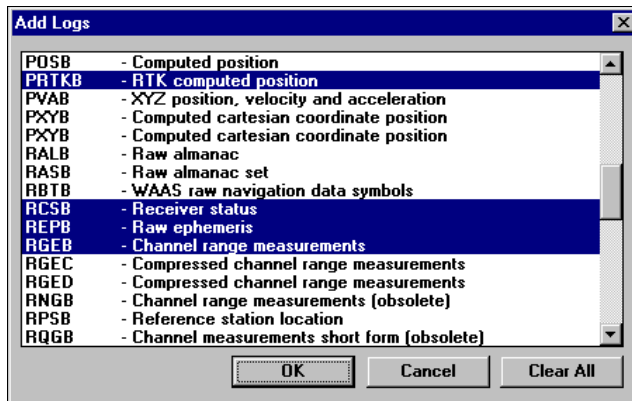 Add Logs
POSB - Computed position
PRTKB - RTK computed position
PVAB - XYZ position, velocity and acceleration
PXYB - Computed cartesian coordinate position
PXYB - Computed cartesian coordinate position
RALB - Raw almanac
RASB - Raw almanac set
RBTB - WAAS raw navigation data symbols
RCSB - Receiver status
REPB - Raw ephemeris
RGEB - Channel range measurements
RGEC - Compressed channel range measurements
RGED - Compressed channel range measurements
RNGB - Channel range measurements (obsolete)
RPSB - Reference station location
RQGB - Channel measurements short form (obsolete)
OK Cancel Clear All